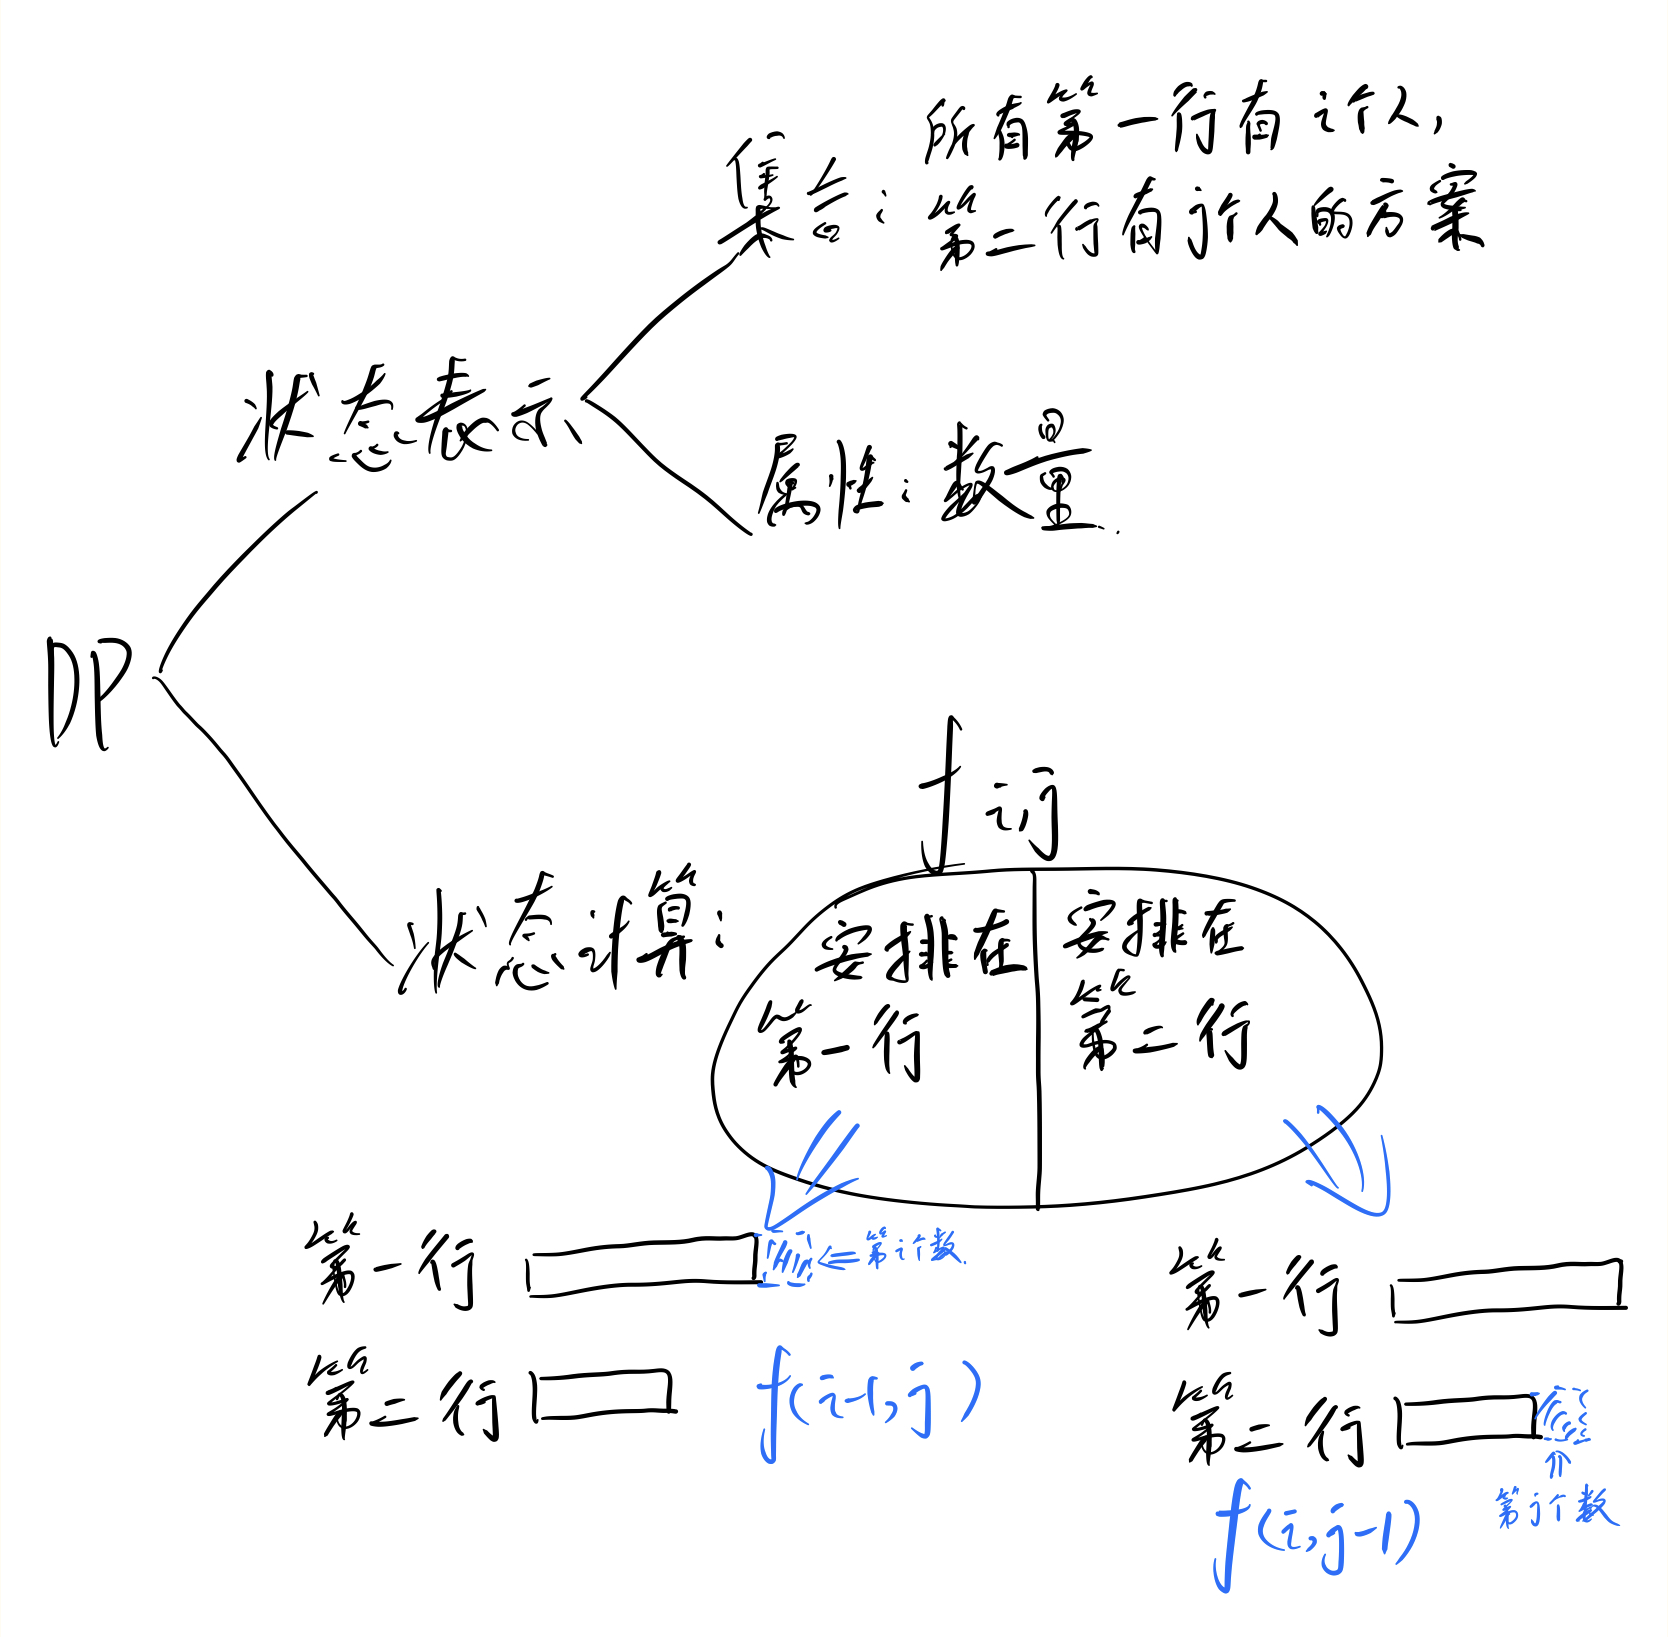 集合：
所有第一行有i个人，
第二行有j个人的方案
状态表示
属性：数量.
DP
f i,j
状态计算：
安排在
第一行
安排在
第二行
第一行
⇐第i个数.
第二行
f(i-1,j)
第一行
第二行
⇑
第j个数
f(i,j-1)